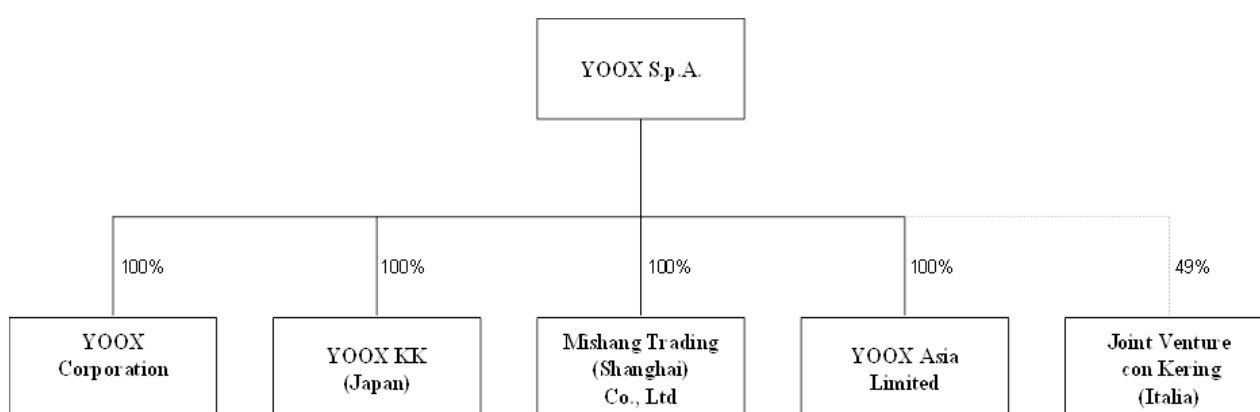 YOOX S.p.A.
100%
100%
100%
100%
49%
YOOX
Corporation
YOOX KK
(Japan)
Mishang Trading
(Shanghai)
Co., Ltd
YOOX Asia
Limited
Joint Venture
con Kering
(Italia)